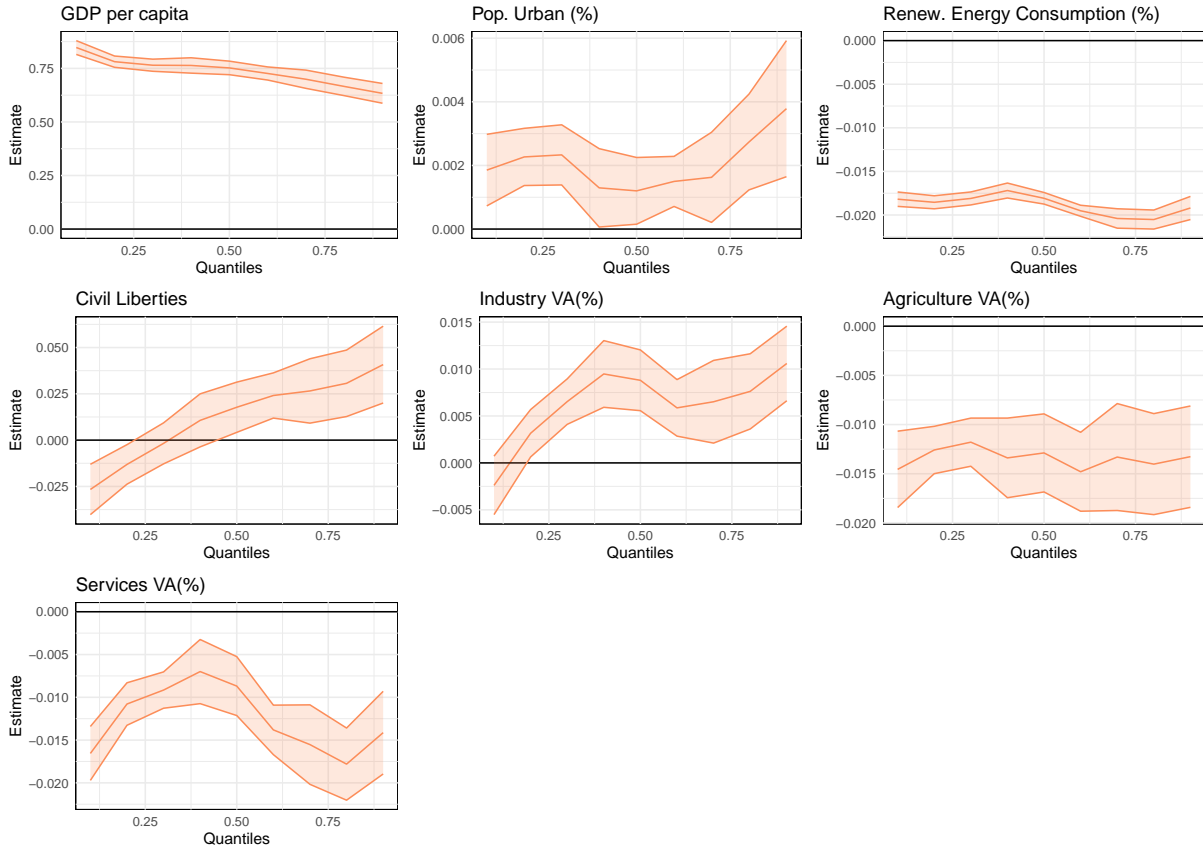 GDP per capita
Estimate
0.75
0.50
0.25
0.00
0.25 0.50 0.75
Quantiles
Pop. Urban (%)
Estimate
0.006
0.004
0.002
0.000
0.25 0.50 0.75
Quantiles
Renew. Energy Consumption (%)
Estimate
0.000
−0.005
−0.010
−0.015
−0.020
0.25 0.50 0.75
Quantiles
Civil Liberties
Estimate
0.050
0.025
0.000
−0.025
0.25 0.50 0.75
Quantiles
Industry VA(%)
Estimate
0.015
0.010
0.005
0.000
−0.005
0.25 0.50 0.75
Quantiles
Agriculture VA(%)
Estimate
0.000
−0.005
−0.010
−0.015
−0.020
0.25 0.50 0.75
Quantiles
Services VA(%)
Estimate
0.000
−0.005
−0.010
−0.015
−0.020
0.25 0.50 0.75
Quantiles